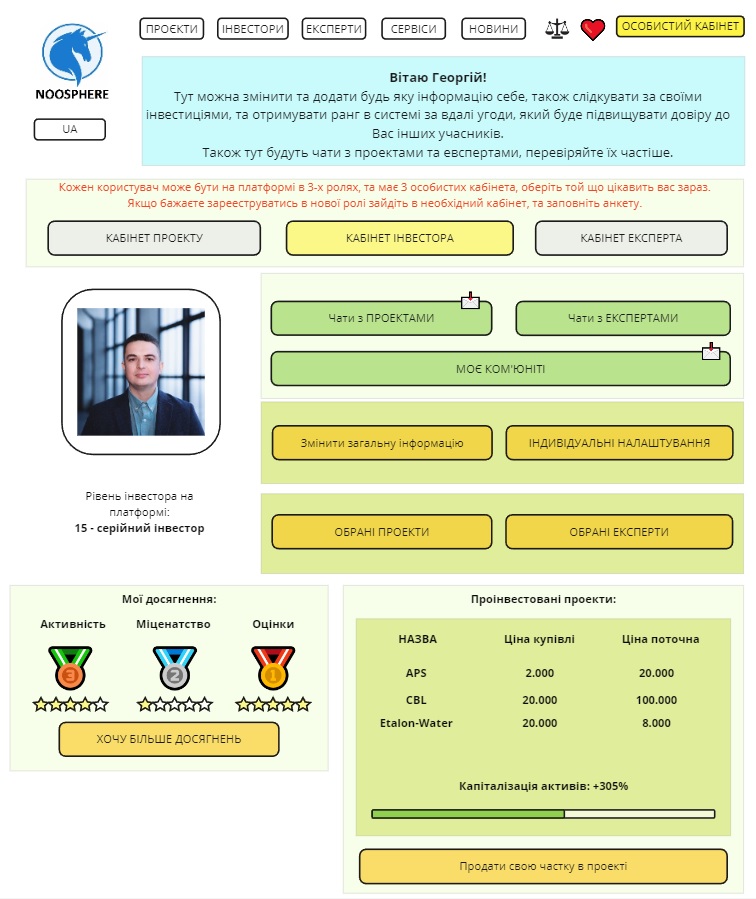 ПРОЄКТИ
ІНВЕСТОРИ
ЕКСПЕРТИ
СЕРВІСИ
НОВИНИ
ОСОБИСТИЙ КАБІНЕТ
NOOSPHERE
UA
Вітаю Георгій!
Тут можна змінити та додати будь яку інформацію себе, також слідкувати за своїми
інвестиціями, та отримувати ранг в системі за вдалі угоди, який буде підвищувати довіру до
Вас інших учасників.
Також тут будуть чати з проектами та евспертами, перевіряйте їх частіше.
Кожен користувач може бути на платформі в 3-х ролях, та має 3 особистих кабінета, оберіть той що цікавить вас зараз.
Якщо бажаєте зареєструватись в нової ролі зайдіть в необхідний кабінет, та заповніть анкету.
КАБІНЕТ ПРОЕКТУ
КАБІНЕТ ІНВЕСТОРА
КАБІНЕТ ЕКСПЕРТА
Чати з ПРОЕКТАМИ
Чати з ЕКСПЕРТАМИ
МОЄ КОМ'ЮНІТІ
Змінити загальну інформацію
ІНДИВІДУАЛЬНІ НАЛАШТУВАННЯ
Рівень інвестора на
платформі:
15 - серійний інвестор
ОБРАНІ ПРОЕКТИ
ОБРАНІ ЕКСПЕРТИ
Мої досягнення:
Активність Міценатство Оцінки
3 2 1
ХОЧУ БІЛЬШЕ ДОСЯГНЕНЬ
Проінвестовані проекти:
НАЗВА Ціна купівлі Ціна поточна
APS 2.000 20.000
CBL 20.000 100.000
Etalon-Water 20.000 8.000
Капіталізація активів: +305%
Продати свою частку в проекті